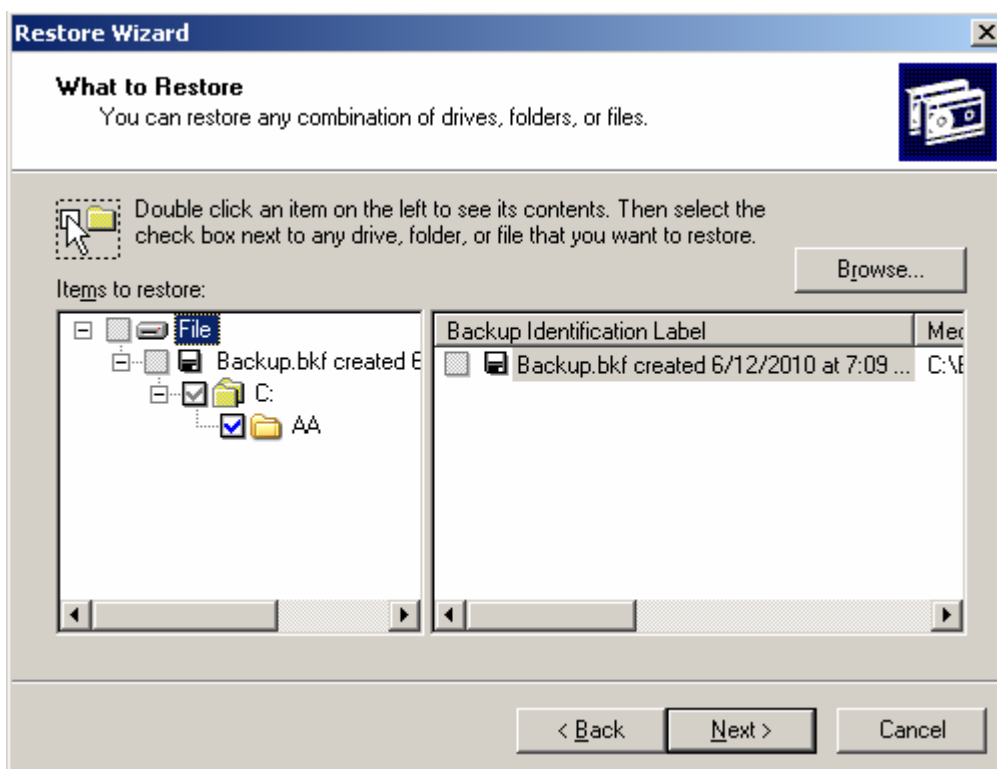 Restore Wizard
What to Restore
You can restore any combination of drives, folders, or files.
Double click an item on the left to see its contents. Then select the
check box next to any drive, folder, or file that you want to restore.
Browse...
Items to restore:
File
Backup.bkf created 6
C:
AA
Backup Identification Label
Med
Backup.bkf created 6/12/2010 at 7:09 ...
C:\B
< Back
Next >
Cancel